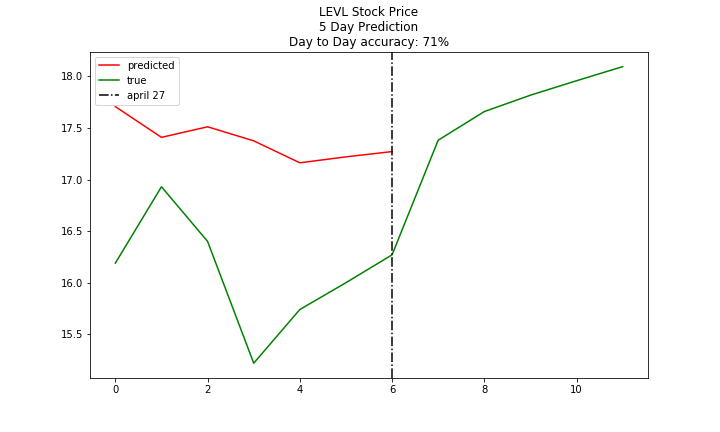 LEVL Stock Price
5 Day Prediction
Day to Day accuracy: 71%
predicted
true
april 27
18.0
17.5
17.0
16.5
16.0
15.5
0
2
4
6
8
10